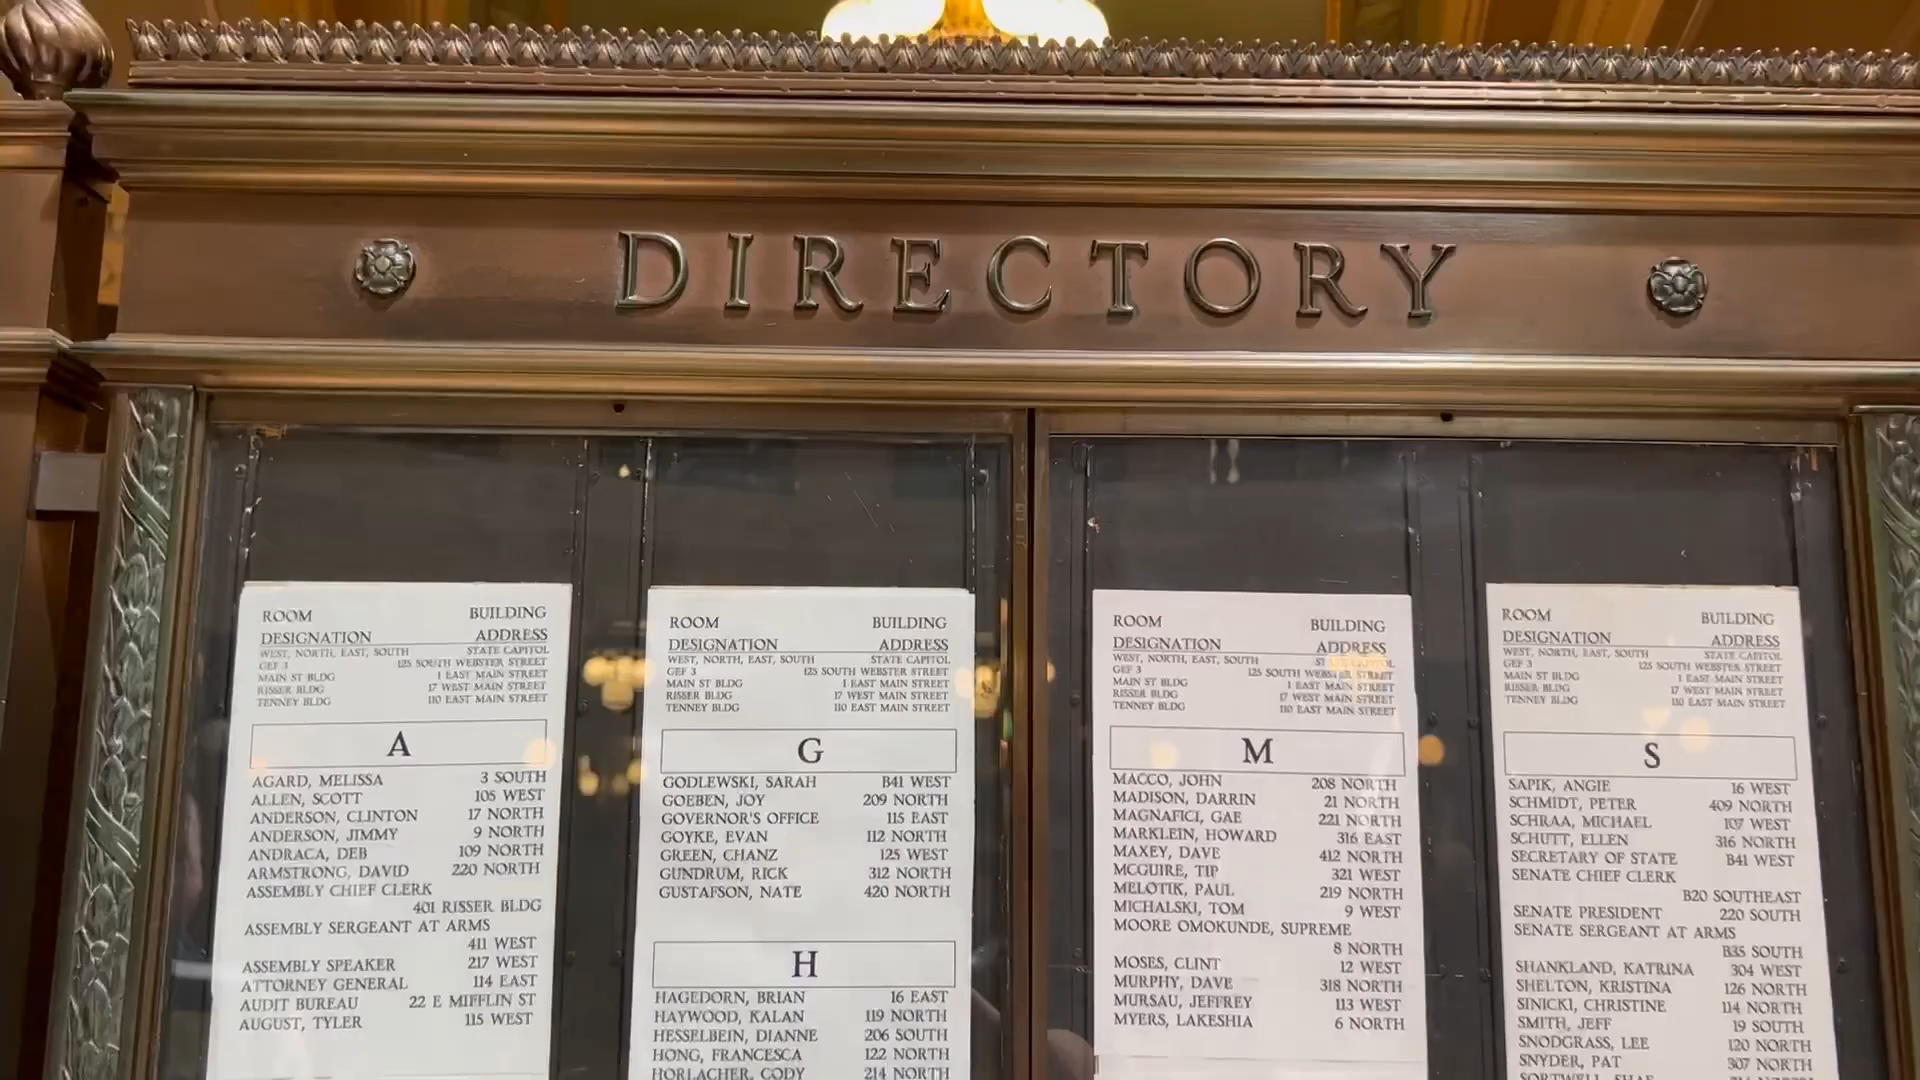 DIRECTORY
ROOM BUILDING
DESIGNATION ADDRESS
WEST, NORTH, EAST, SOUTH STATE CAPITOL
GEF 3 125 SOUTH WEBSTER STREET
MAIN ST BLDG 1 EAST MAIN STREET
RISSER BLDG 17 WEST MAIN STREET
TENNEY BLDG 110 EAST MAIN STREET
A
AGARD, MELISSA 3 SOUTH
ALLEN, SCOTT 105 WEST
ANDERSON, CLINTON 17 NORTH
ANDERSON, JIMMY 9 NORTH
ANDRACA, DEB 109 NORTH
ARMSTRONG, DAVID 220 NORTH
ASSEMBLY CHIEF CLERK
401 RISSER BLDG
ASSEMBLY SERGEANT AT ARMS
411 WEST
ASSEMBLY SPEAKER 217 WEST
ATTORNEY GENERAL 114 EAST
AUDIT BUREAU 22 E MIFFLIN ST
AUGUST, TYLER 115 WEST
ROOM BUILDING
DESIGNATION ADDRESS
WEST, NORTH, EAST, SOUTH STATE CAPITOL
GEF 3 125 SOUTH WEBSTER STREET
MAIN ST BLDG 1 EAST MAIN STREET
RISSER BLDG 17 WEST MAIN STREET
TENNEY BLDG 110 EAST MAIN STREET
G
GODLEWSKI, SARAH B41 WEST
GOEBEN, JOY 209 NORTH
GOVERNOR'S OFFICE 115 EAST
GOYKE, EVAN 112 NORTH
GREEN, CHANZ 125 WEST
GUNDRUM, RICK 312 NORTH
GUSTAFSON, NATE 420 NORTH
H
HAGEDORN, BRIAN 16 EAST
HAYWOOD, KALAN 119 NORTH
HESSELBEIN, DIANNE 206 SOUTH
HONG, FRANCESCA 122 NORTH
HORLACHER, CODY 214 NORTH
ROOM BUILDING
DESIGNATION ADDRESS
WEST, NORTH, EAST, SOUTH STATE CAPITOL
GEF 3 125 SOUTH WEBSTER STREET
MAIN ST BLDG 1 EAST MAIN STREET
RISSER BLDG 17 WEST MAIN STREET
TENNEY BLDG 110 EAST MAIN STREET
M
MACCO, JOHN 208 NORTH
MADISON, DARRIN 21 NORTH
MAGNAFICI, GAE 221 NORTH
MARKLEIN, HOWARD 316 EAST
MAXEY, DAVE 412 NORTH
MCGUIRE, TIP 321 WEST
MELOTIK, PAUL 219 NORTH
MICHALSKI, TOM 9 WEST
MOORE OMOKUNDE, SUPREME
8 NORTH
MOSES, CLINT 12 WEST
MURPHY, DAVE 318 NORTH
MURSAU, JEFFREY 113 WEST
MYERS, LAKESHIA 6 NORTH
ROOM BUILDING
DESIGNATION ADDRESS
WEST, NORTH, EAST, SOUTH STATE CAPITOL
GEF 3 125 SOUTH WEBSTER STREET
MAIN ST BLDG 1 EAST MAIN STREET
RISSER BLDG 17 WEST MAIN STREET
TENNEY BLDG 110 EAST MAIN STREET
S
SAPIK, ANGIE 16 WEST
SCHMIDT, PETER 409 NORTH
SCHRAA, MICHAEL 107 WEST
SCHUTT, ELLEN 316 NORTH
SECRETARY OF STATE B41 WEST
SENATE CHIEF CLERK
B20 SOUTHEAST
SENATE PRESIDENT 220 SOUTH
SENATE SERGEANT AT ARMS
B35 SOUTH
SHANKLAND, KATRINA 304 WEST
SHELTON, KRISTINA 126 NORTH
SINICKI, CHRISTINE 114 NORTH
SMITH, JEFF 19 SOUTH
SNODGRASS, LEE 120 NORTH
SNYDER, PAT 307 NORTH